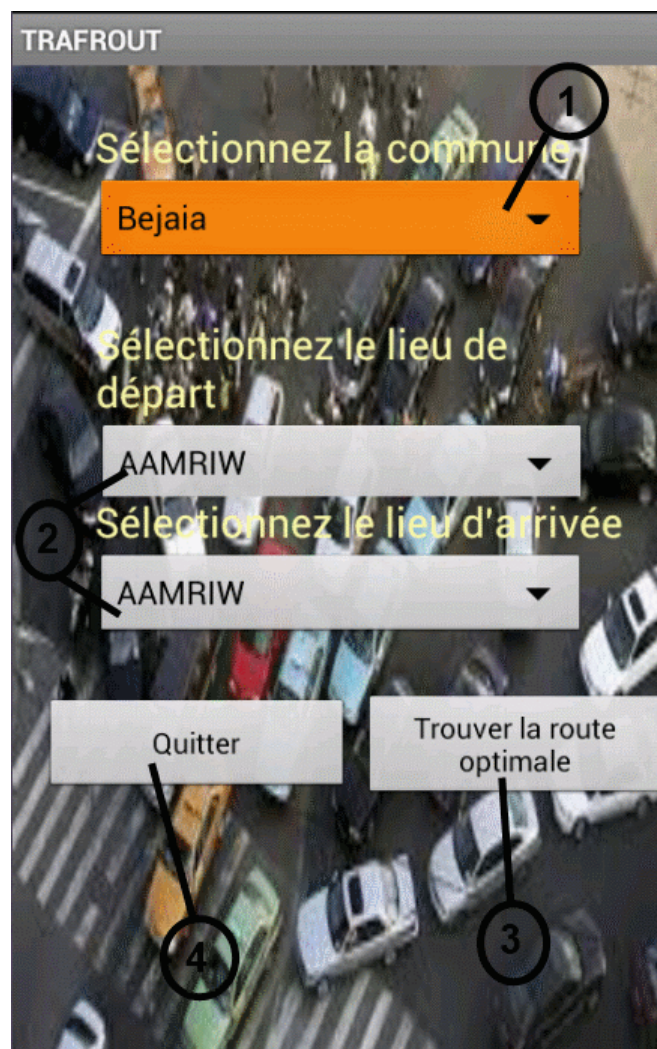 TRAFROUT
1
Sélectionnez la commune
Bejaia
Sélectionnez le lieu de
départ
AAMRIW
2
Sélectionnez le lieu d'arrivée
AAMRIW
Quitter
Trouver la route
optimale
4
3